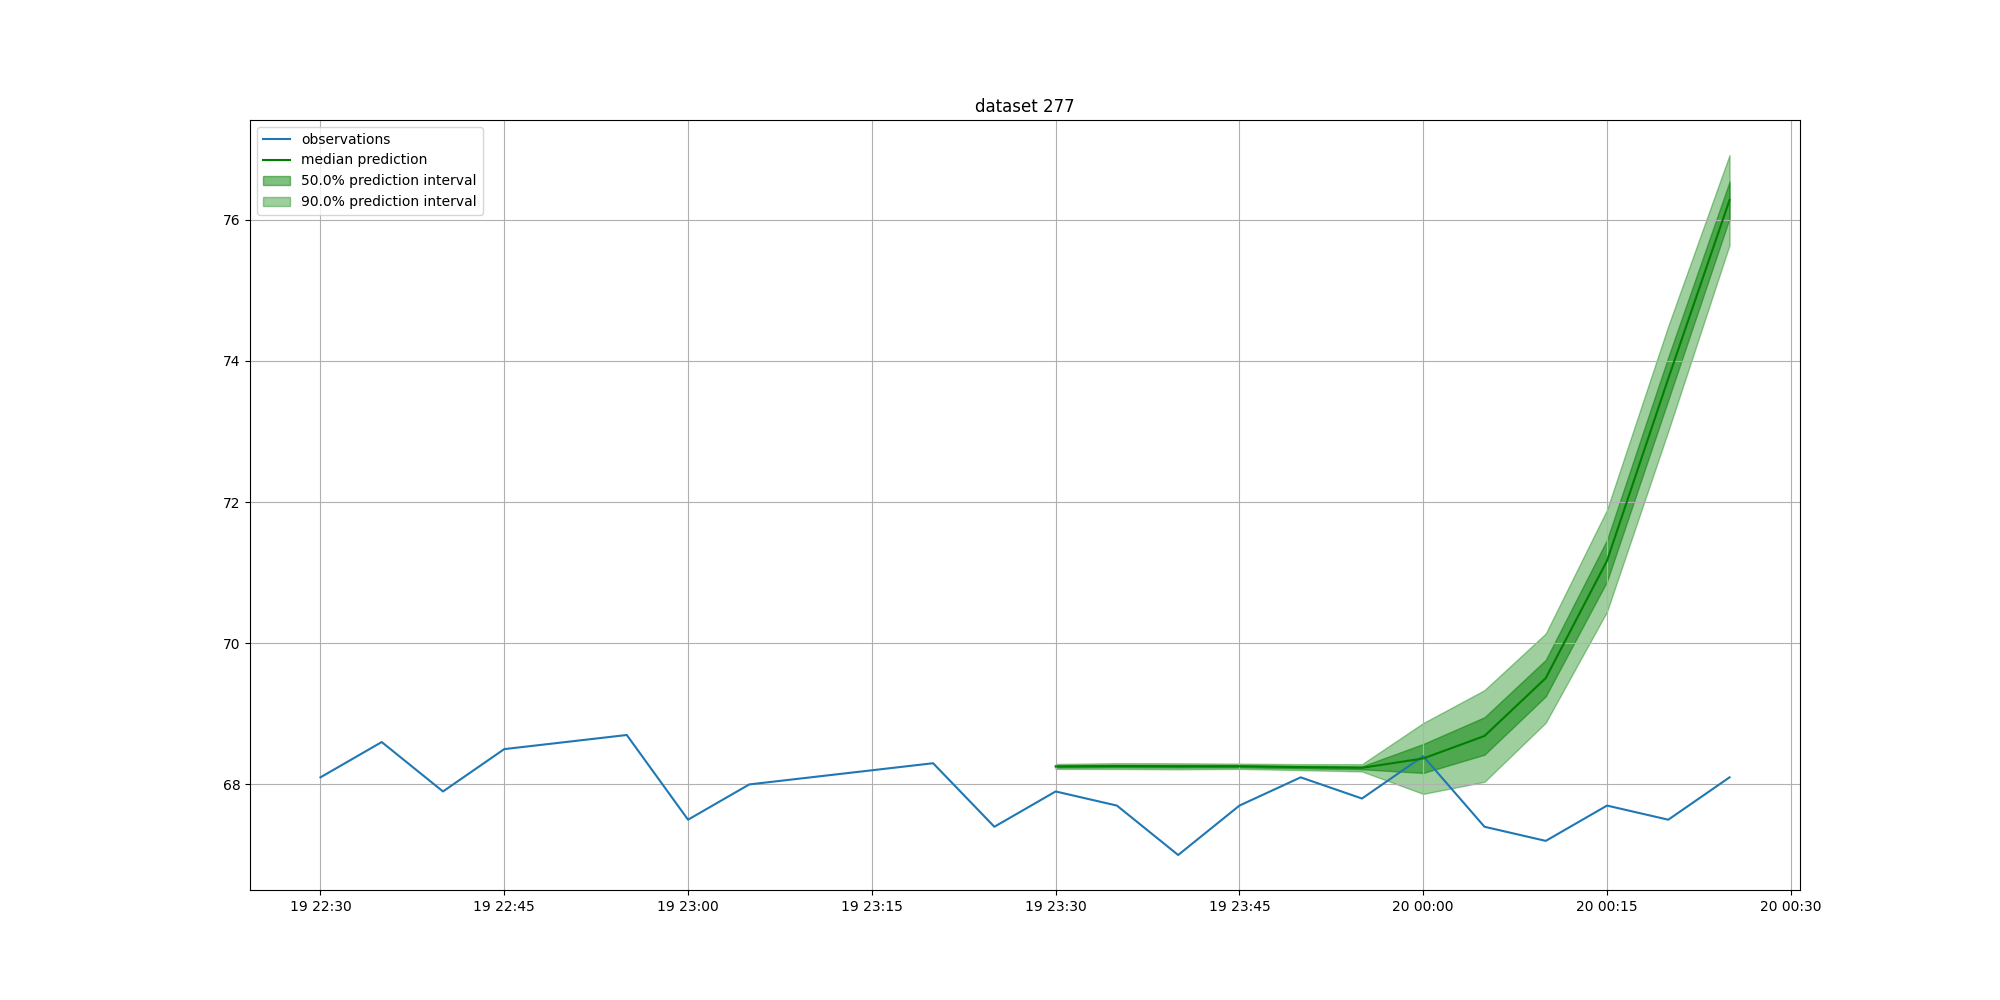 dataset 277
observations
median prediction
50.0% prediction interval
90.0% prediction interval
76
74
72
70
68
19 22:30 19 22:45 19 23:00 19 23:15 19 23:30 19 23:45 20 00:00 20 00:15 20 00:30